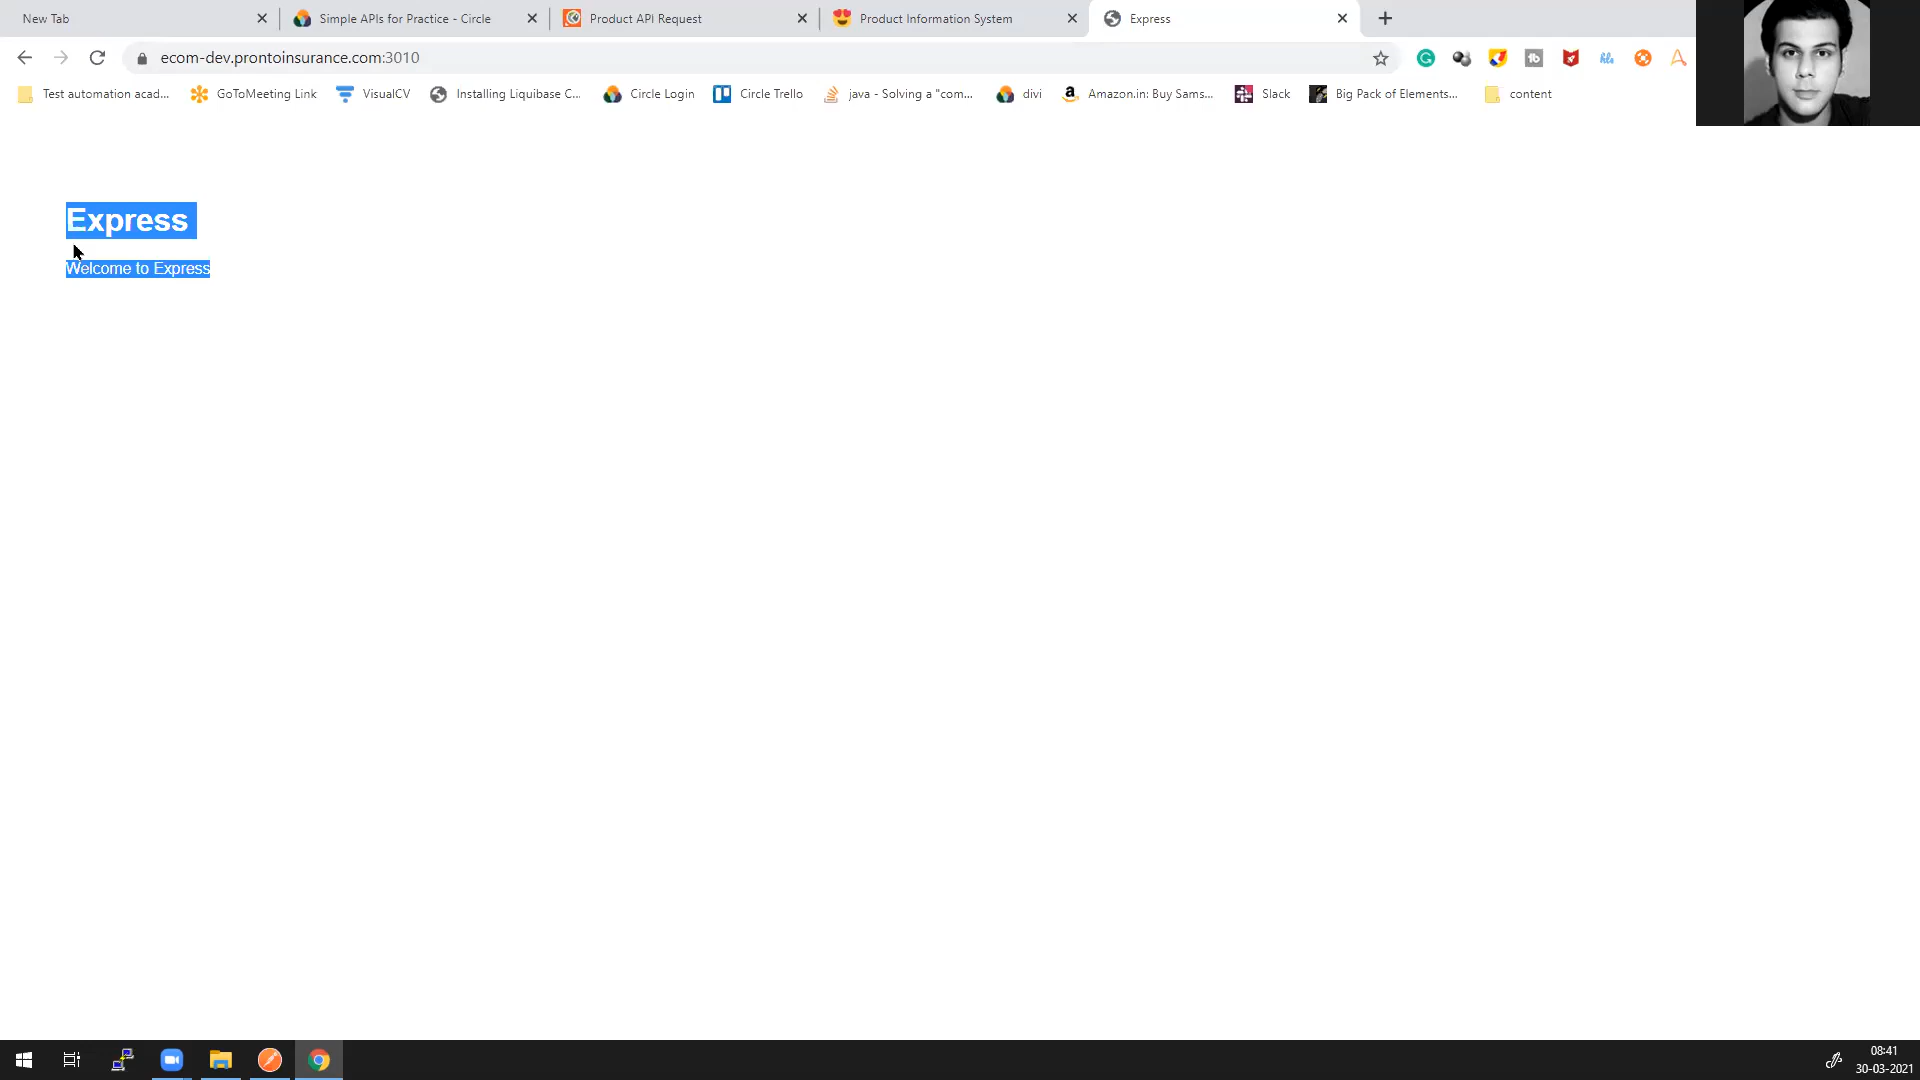 New Tab
Simple APIs for Practice - Circle
Product API Request
Product Information System
Express
ecom-dev.prontoinsurance.com:3010
Test automation acad...
GoToMeeting Link
VisualCV
Installing Liquibase C...
Circle Login
Circle Trello
java - Solving a "com...
divi
Amazon.in: Buy Sams...
Slack
Big Pack of Elements...
content
Express
Welcome to Express
08:41
30-03-2021